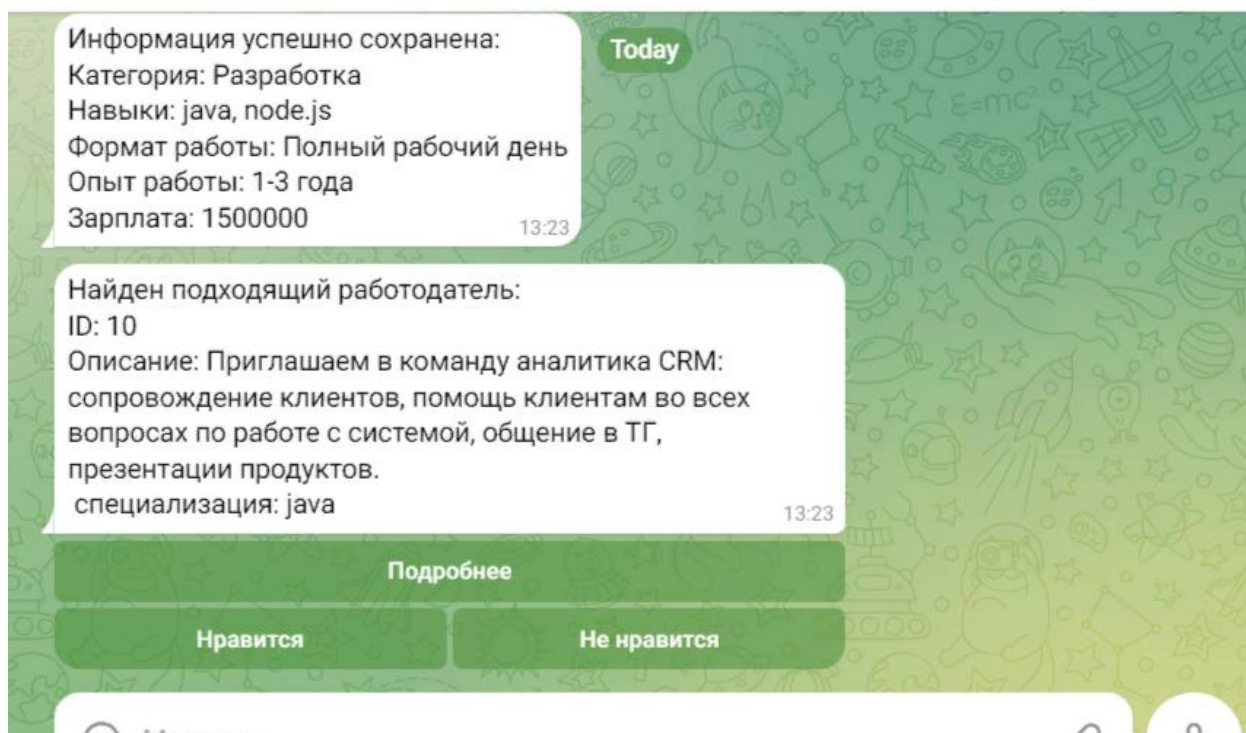 Информация успешно сохранена:
Категория: Разработка
Навыки: java, node.js
Формат работы: Полный рабочий день
Опыт работы: 1-3 года
Зарплата: 1500000
13:23
Today
Найден подходящий работодатель:
ID: 10
Описание: Приглашаем в команду аналитика CRM:
сопровождение клиентов, помощь клиентам во всех
вопросах по работе с системой, общение в ТГ,
презентации продуктов.
специализация: java
13:23
Подробнее
Нравится
Не нравится